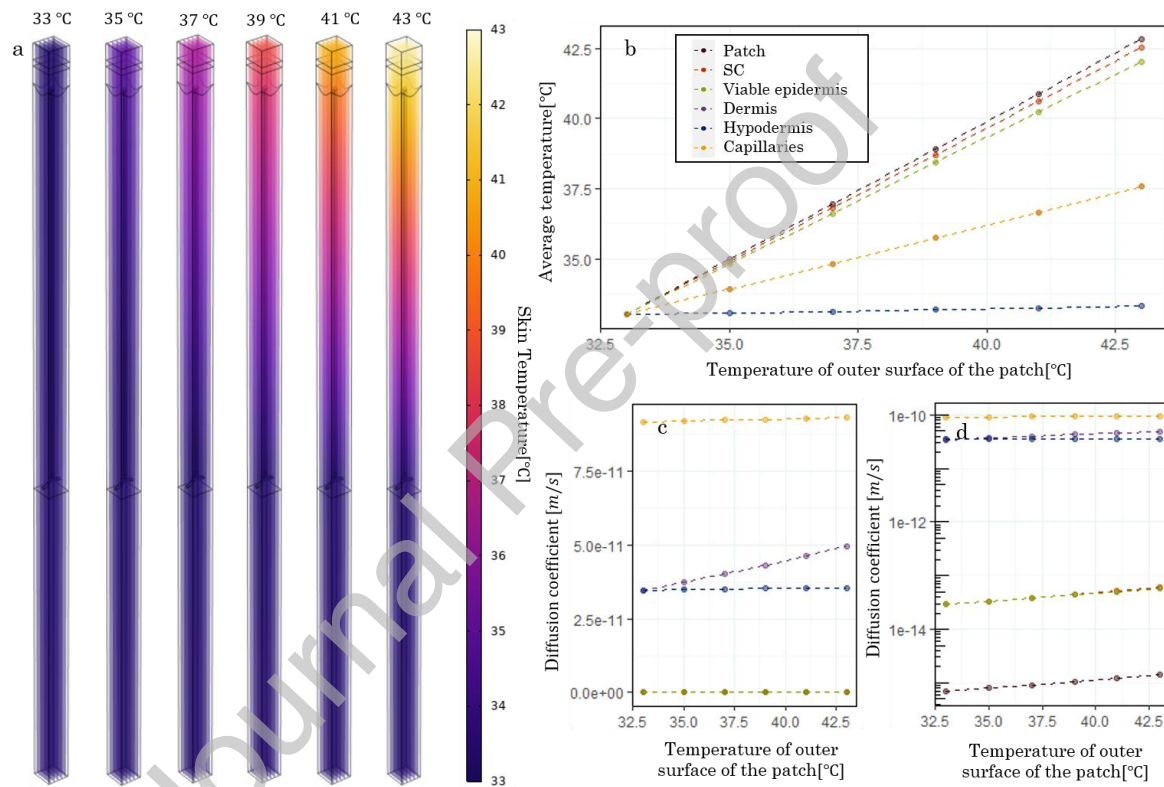 33 °C 35 °C 37 °C 39 °C 41 °C 43 °C
a
43
42
41
40
39
38
37
36
35
34
33
Skin Temperature[°C]
b
Patch
SC
Viable epidermis
Dermis
Hypodermis
Capillaries
42.5
40.0
37.5
35.0
Average temperature[°C]
32.5 35.0 37.5 40.0 42.5
Temperature of outer surface of the patch[°C]
c
7.5e-11
5.0e-11
2.5e-11
0.0e+00
Diffusion coefficient [m/s]
32.5 35.0 37.5 40.0 42.5
Temperature of outer
surface of the patch[°C]
d
1e-10
1e-12
1e-14
Diffusion coefficient [m/s]
32.5 35.0 37.5 40.0 42.5
Temperature of outer
surface of the patch[°C]
Journal Pre-proof